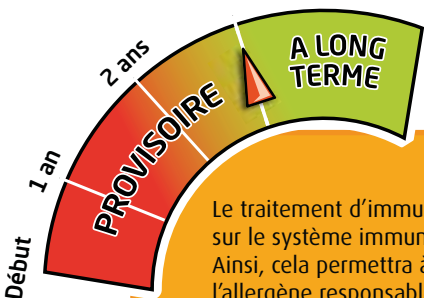 A LONG
TERME
2 ans
PROVISOIRE
1 an
Début
Le traitement d'immu
sur le système immun
Ainsi, cela permettra à
l'allergène responsabl